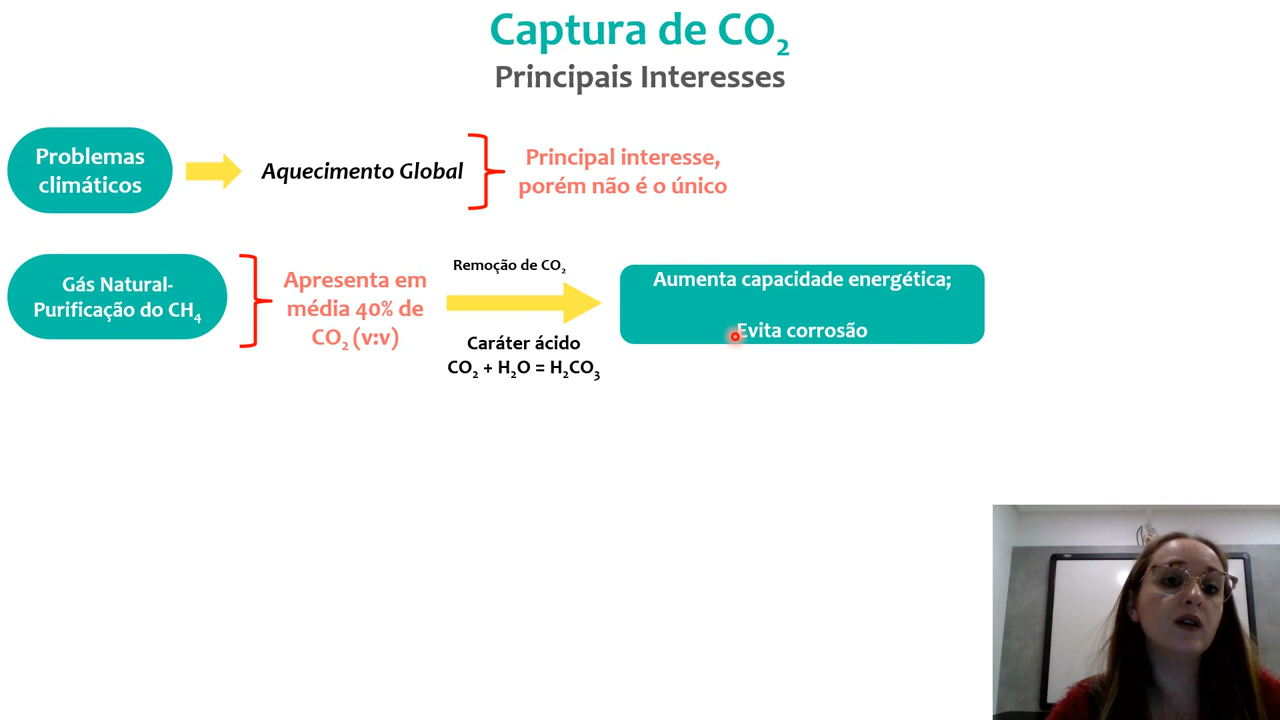 Captura de CO₂
Principais Interesses
Problemas
climáticos
Aquecimento Global
Principal interesse,
porém não é o único
Gás Natural-
Purificação do CH₄
Apresenta em
média 40% de
CO₂ (v:v)
Remoção de CO₂
Caráter ácido
CO₂ + H₂O = H₂CO₃
Aumenta capacidade energética;
Evita corrosão